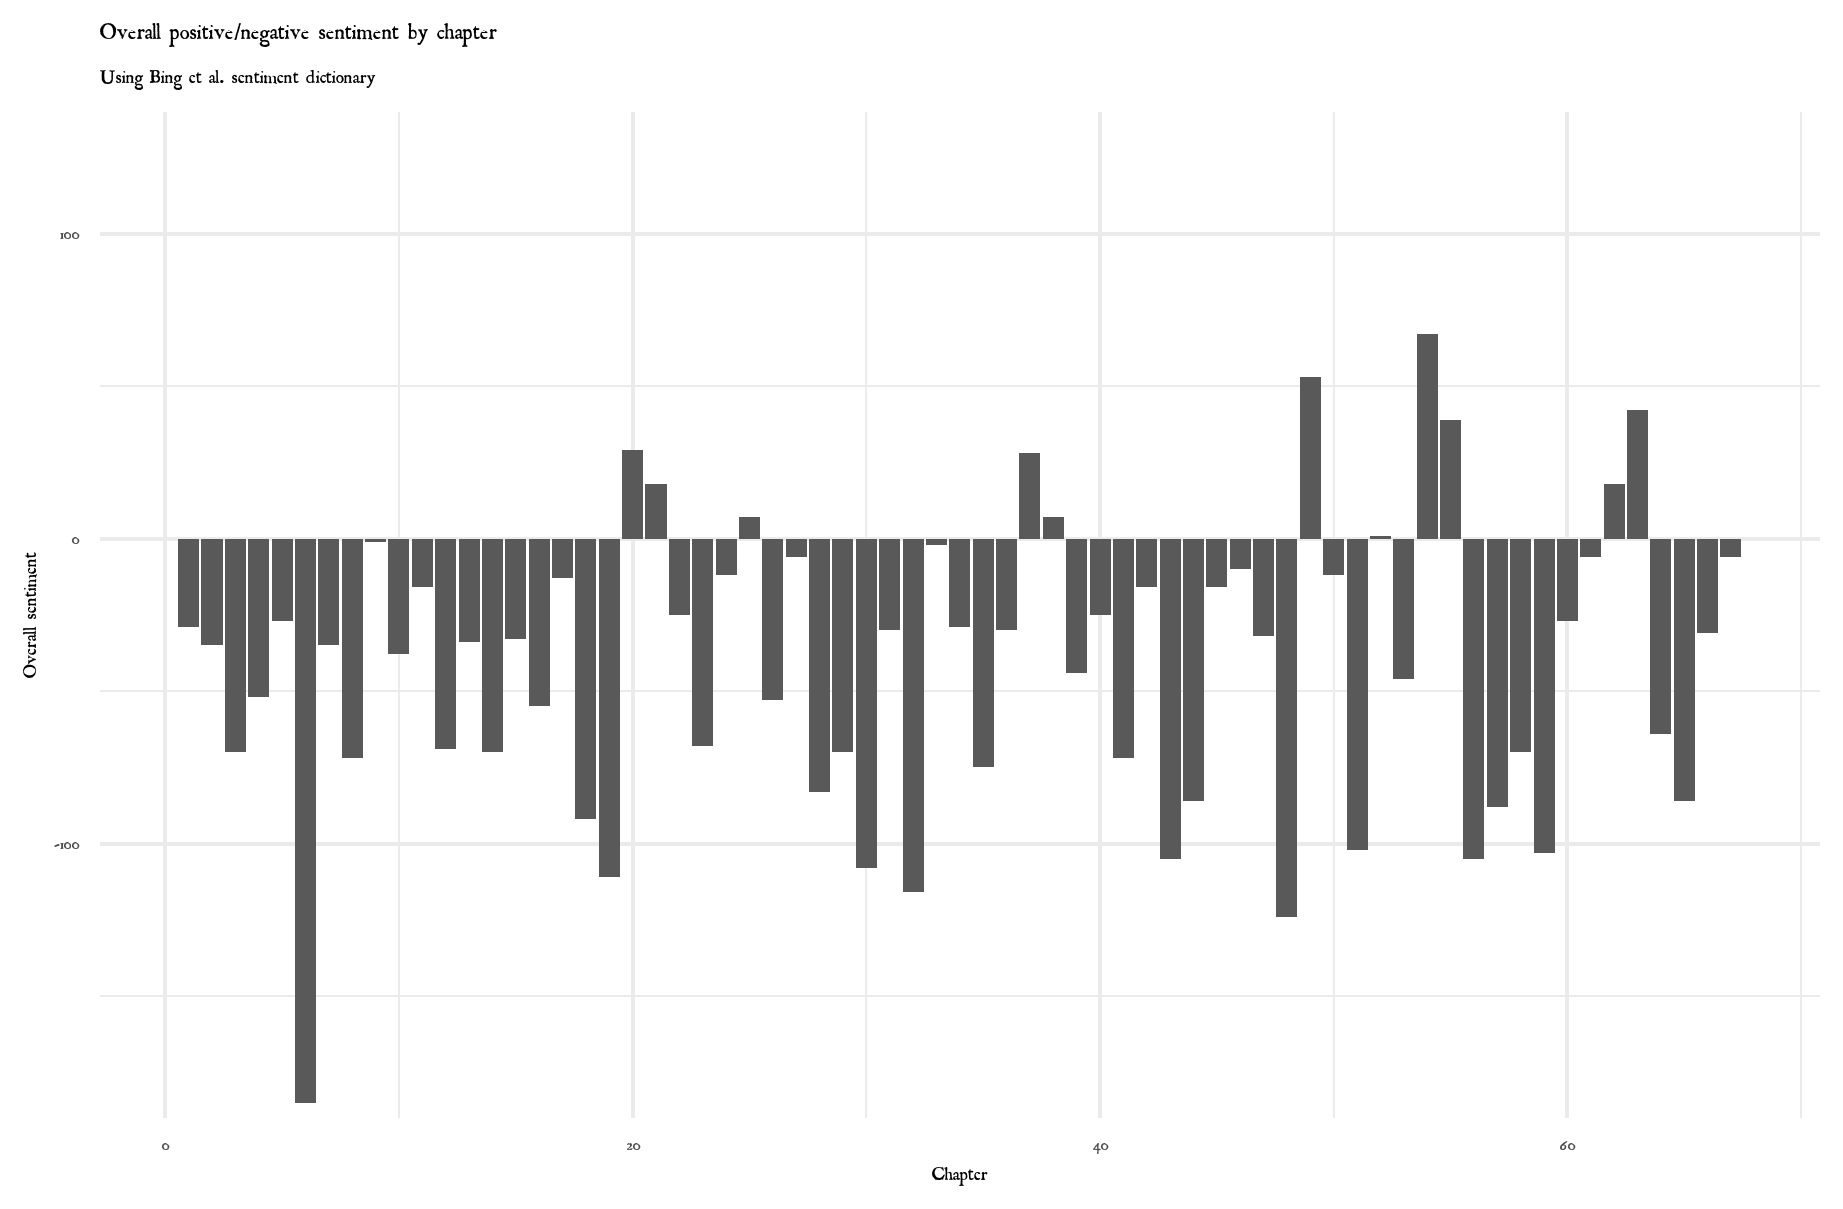 Overall positive/negative sentiment by chapter
Using Bing et al. sentiment dictionary
100
0
-100
Overall sentiment
0 20 40 60
Chapter